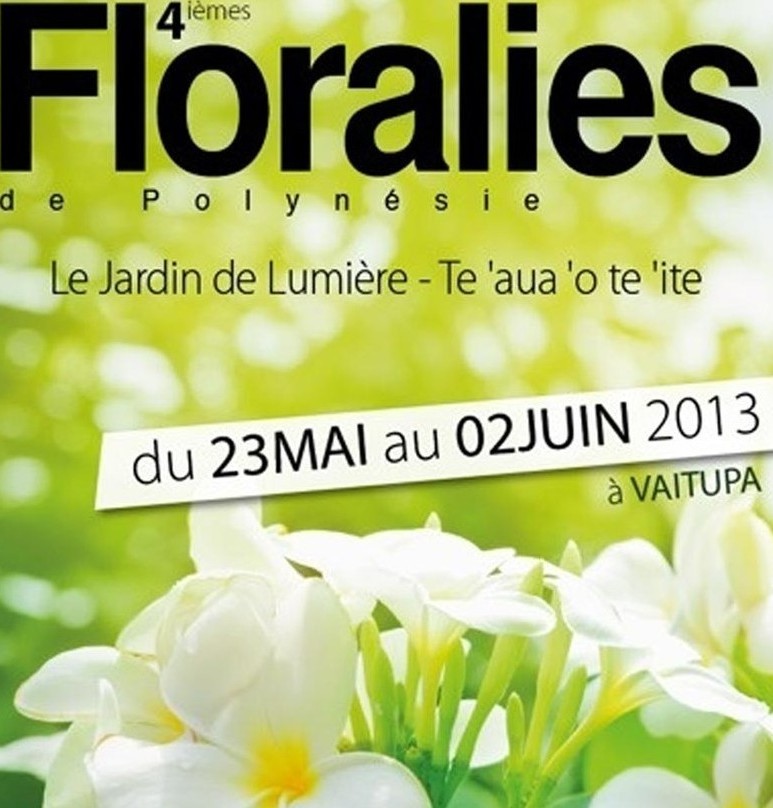 4ièmes
Floralies
de Polynésie
Le Jardin de Lumière - Te 'aua 'o te 'ite
du 23MAI au 02JUIN 2013
à VAITUPA